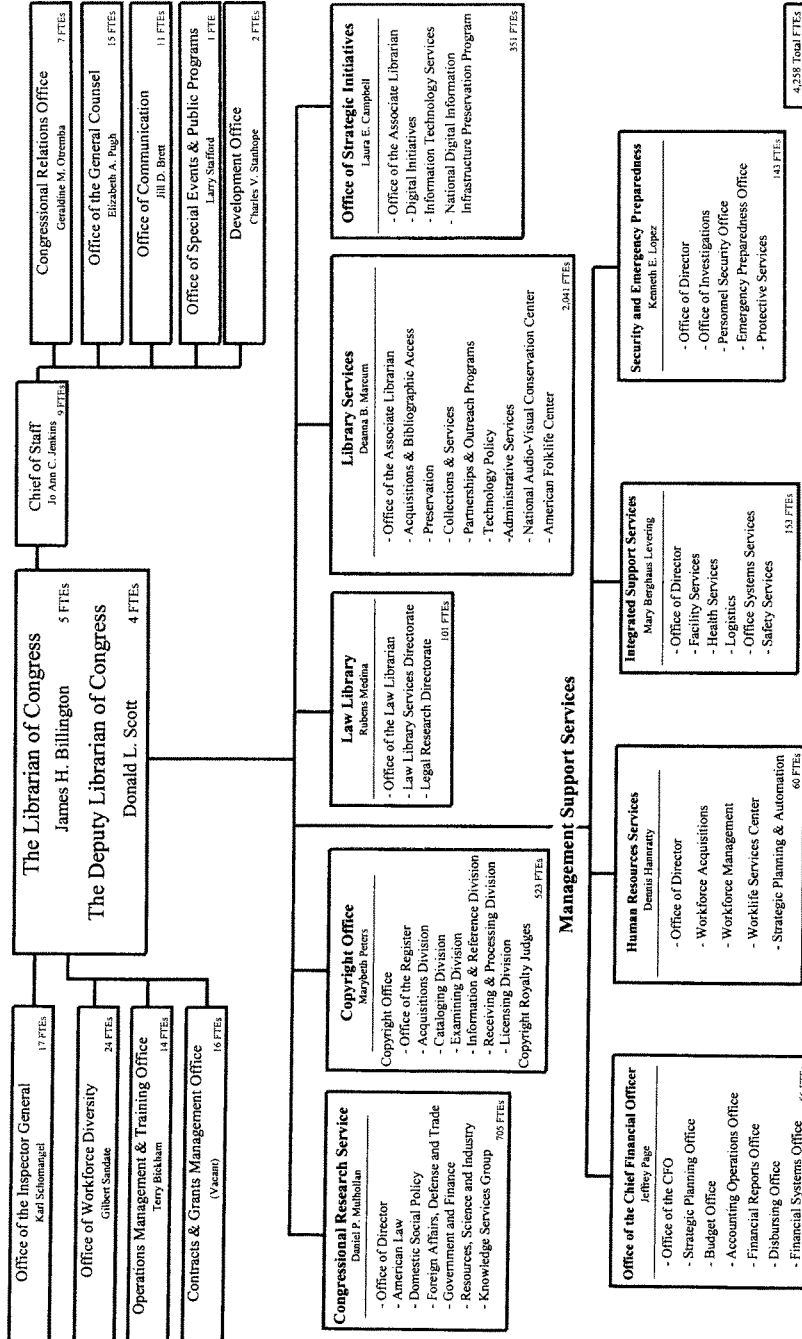 The Librarian of Congress
James H. Billington
5 FTEs
The Deputy Librarian of Congress
Donald L. Scott
4 FTEs
Chief of Staff
Jo Ann C. Jenkins
9 FTEs
Office of the Inspector General
Karl Schornagel
17 FTEs
Office of Workforce Diversity
Gilbert Sandate
24 FTEs
Operations Management & Training Office
Terry Bickham
14 FTEs
Contracts & Grants Management Office
(Vacant)
16 FTEs
Congressional Relations Office
Geraldine M. Otremba
7 FTEs
Office of the General Counsel
Elizabeth A. Pugh
15 FTEs
Office of Communication
Jill D. Brett
11 FTEs
Office of Special Events & Public Programs
Larry Stafford
1 FTE
Development Office
Charles V. Stanhope
2 FTEs
Congressional Research Service
Daniel P. Mulhollan
- Office of Director
- American Law
- Domestic Social Policy
- Foreign Affairs, Defense and Trade
- Government and Finance
- Resources, Science and Industry
- Knowledge Services Group
705 FTEs
Copyright Office
Marybeth Peters
Copyright Office
- Office of the Register
- Acquisitions Division
- Cataloging Division
- Examining Division
- Information & Reference Division
- Receiving & Processing Division
- Licensing Division
Copyright Royalty Judges
523 FTEs
Law Library
Rubens Medina
- Office of the Law Librarian
- Law Library Services Directorate
- Legal Research Directorate
101 FTEs
Library Services
Deanna B. Marcum
- Office of the Associate Librarian
- Acquisitions & Bibliographic Access
- Preservation
- Collections & Services
- Partnerships & Outreach Programs
- Technology Policy
-Administrative Services
- National Audio-Visual Conservation Center
- American Folklife Center
2,041 FTEs
Office of Strategic Initiatives
Laura E. Campbell
- Office of the Associate Librarian
- Digital Initiatives
- Information Technology Services
- National Digital Information
Infrastructure Preservation Program
351 FTEs
Management Support Services
Office of the Chief Financial Officer
Jeffrey Page
- Office of the CFO
- Strategic Planning Office
- Budget Office
- Accounting Operations Office
- Financial Reports Office
- Disbursing Office
- Financial Systems Office
Human Resources Services
Dennis Hanratty
- Office of Director
- Workforce Acquisitions
- Workforce Management
- Worklife Services Center
- Strategic Planning & Automation
60 FTEs
Integrated Support Services
Mary Berghaus Levering
- Office of Director
- Facility Services
- Health Services
- Logistics
- Office Systems Services
- Safety Services
153 FTEs
Security and Emergency Preparedness
Kenneth E. Lopez
- Office of Director
- Office of Investigations
- Personnel Security Office
- Emergency Preparedness Office
- Protective Services
143 FTEs
4,258 Total FTEs